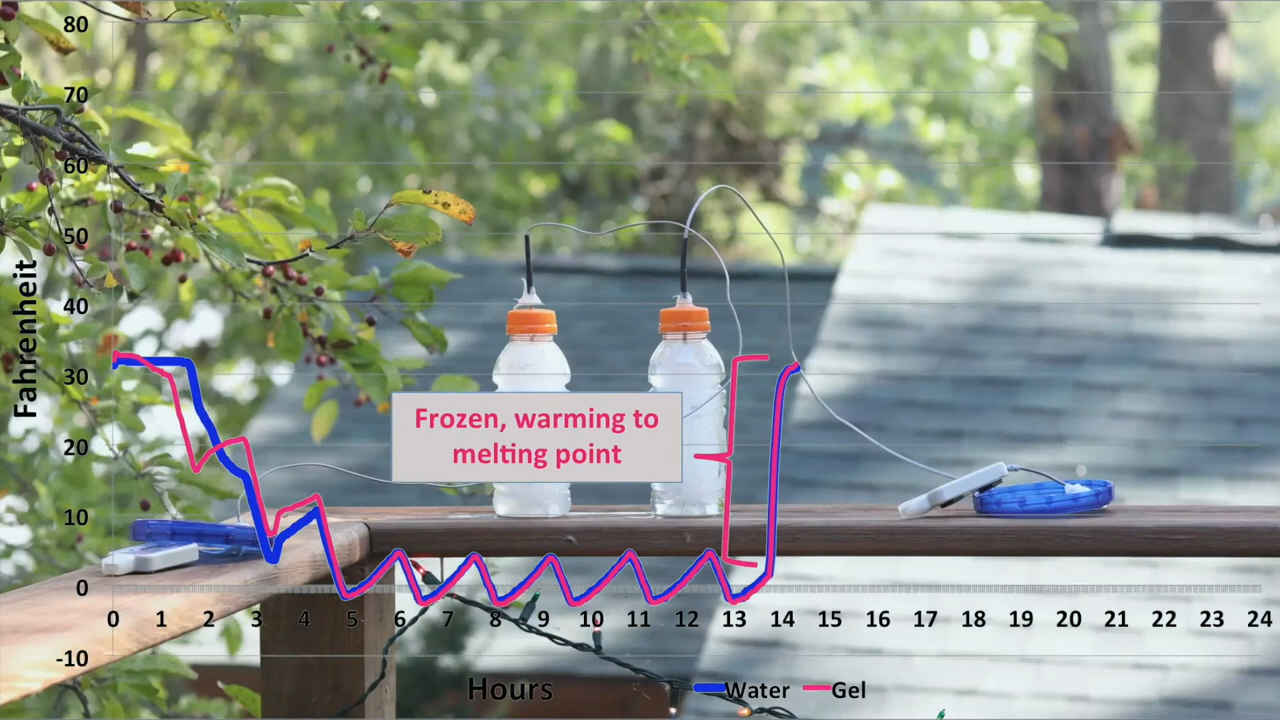 80
70
60
50
40
30
20
10
0
-10
Fahrenheit
Frozen, warming to
melting point
0 1 2 3 4 5 6 7 8 9 10 11 12 13 14 15 16 17 18 19 20 21 22 23 24
Hours
Water Gel